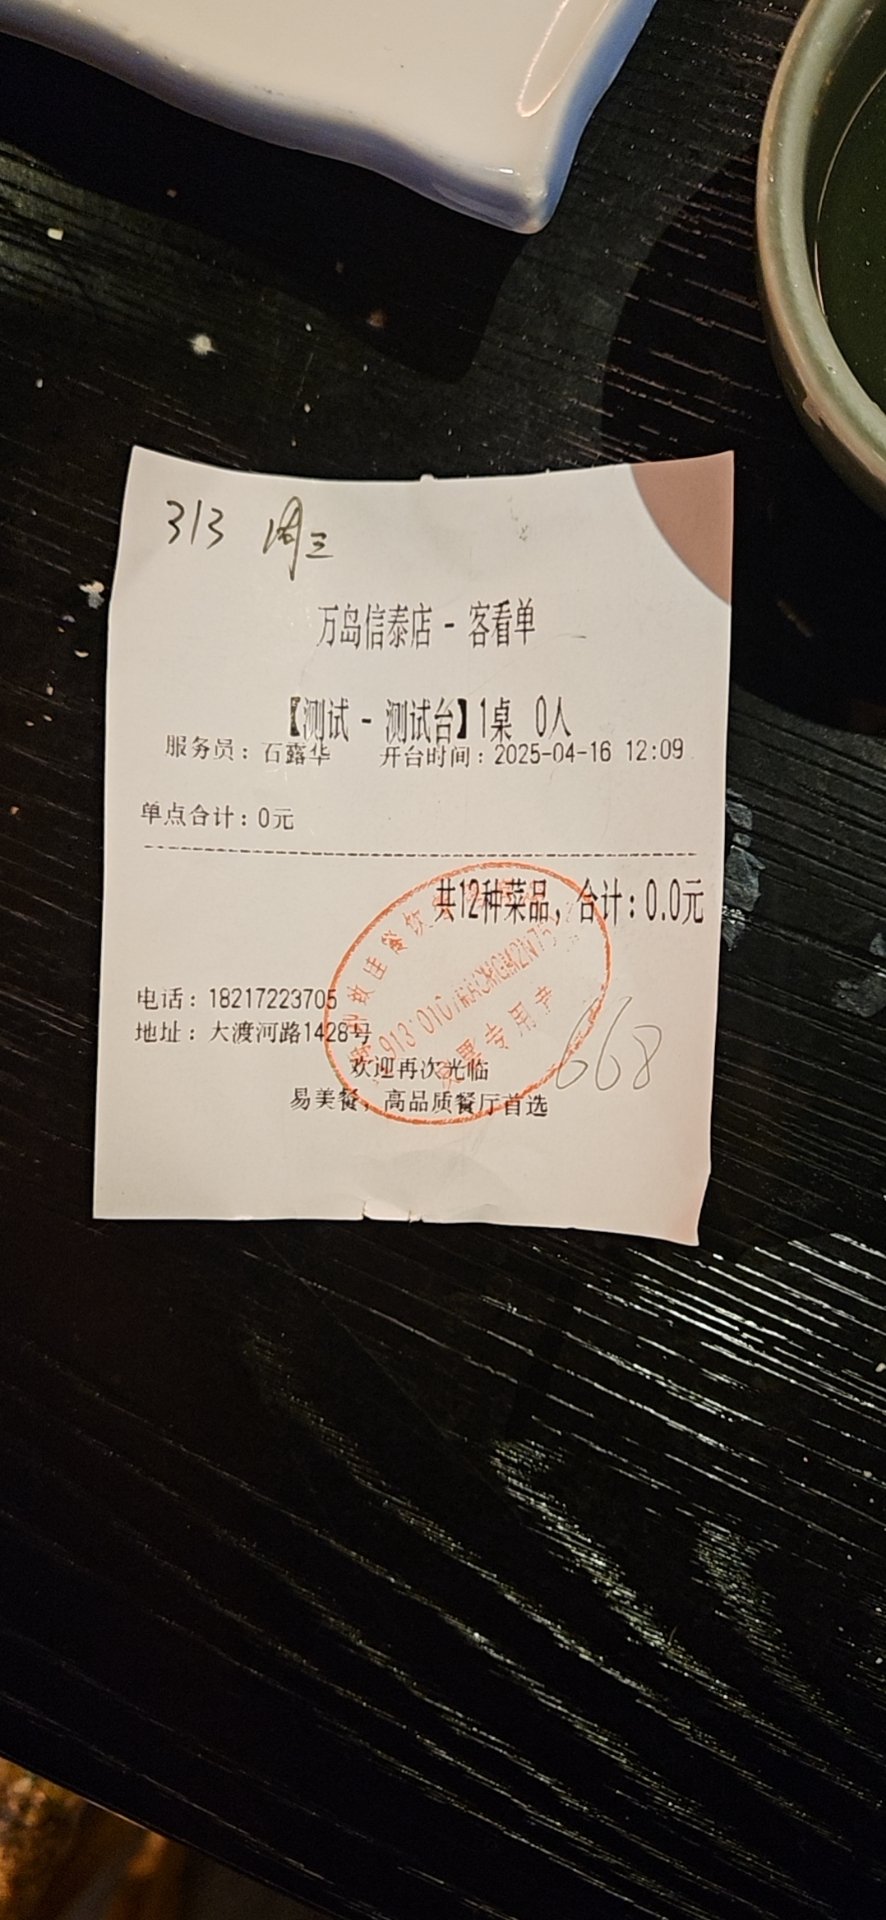 313 周三
万岛信泰店 - 客看单
【测试 - 测试台】1桌 0人
服务员：石露华 开台时间：2025-04-16 12:09
单点合计：0元
共12种菜品，合计：0.0元
电话：18217223705
地址：大渡河路1428号
欢迎再次光临
易美餐，高品质餐厅首选
668
专用章